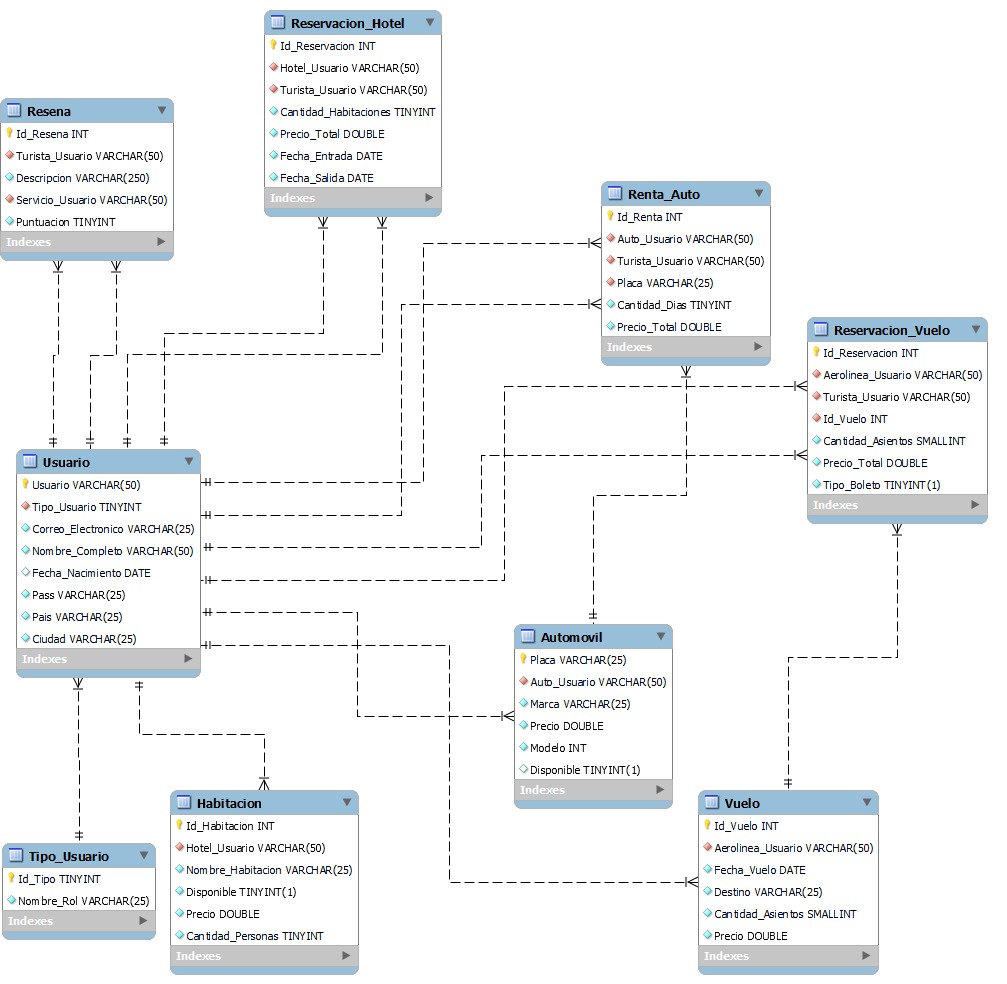 Reservacion_Hotel
Id_Reservacion INT
Hotel_Usuario VARCHAR(50)
Turista_Usuario VARCHAR(50)
Cantidad_Habitaciones TINYINT
Precio_Total DOUBLE
Fecha_Entrada DATE
Fecha_Salida DATE
Indexes
Resena
Id_Resena INT
Turista_Usuario VARCHAR(50)
Descripcion VARCHAR(250)
Servicio_Usuario VARCHAR(50)
Puntuacion TINYINT
Indexes
Renta_Auto
Id_Renta INT
Auto_Usuario VARCHAR(50)
Turista_Usuario VARCHAR(50)
Placa VARCHAR(25)
Cantidad_Dias TINYINT
Precio_Total DOUBLE
Indexes
Reservacion_Vuelo
Id_Reservacion INT
Aerolinea_Usuario VARCHAR(50)
Turista_Usuario VARCHAR(50)
Id_Vuelo INT
Cantidad_Asientos SMALLINT
Precio_Total DOUBLE
Tipo_Boleto TINYINT(1)
Indexes
Usuario
Usuario VARCHAR(50)
Tipo_Usuario TINYINT
Correo_Electronico VARCHAR(25)
Nombre_Completo VARCHAR(50)
Fecha_Nacimiento DATE
Pass VARCHAR(25)
Pais VARCHAR(25)
Ciudad VARCHAR(25)
Indexes
Automovil
Placa VARCHAR(25)
Auto_Usuario VARCHAR(50)
Marca VARCHAR(25)
Precio DOUBLE
Modelo INT
Disponible TINYINT(1)
Indexes
Habitacion
Id_Habitacion INT
Hotel_Usuario VARCHAR(50)
Nombre_Habitacion VARCHAR(25)
Disponible TINYINT(1)
Precio DOUBLE
Cantidad_Personas TINYINT
Indexes
Vuelo
Id_Vuelo INT
Aerolinea_Usuario VARCHAR(50)
Fecha_Vuelo DATE
Destino VARCHAR(25)
Cantidad_Asientos SMALLINT
Precio DOUBLE
Indexes
Tipo_Usuario
Id_Tipo TINYINT
Nombre_Rol VARCHAR(25)
Indexes